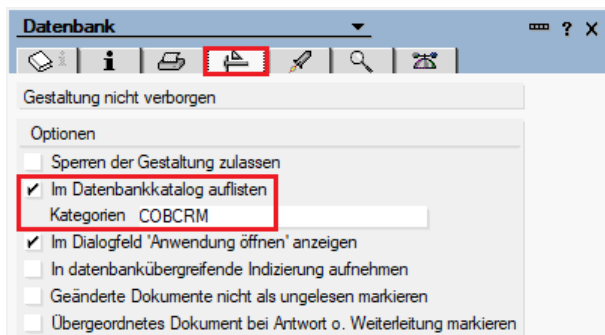 Datenbank
? X
i
Gestaltung nicht verborgen
Optionen
Sperren der Gestaltung zulassen
Im Datenbankkatalog auflisten
Kategorien COBCRM
Im Dialogfeld "Anwendung öffnen" anzeigen
In datenbankübergreifende Indizierung aufnehmen
Geänderte Dokumente nicht als ungelesen markieren
Übergeordnetes Dokument bei Antwort o. Weiterleitung markieren